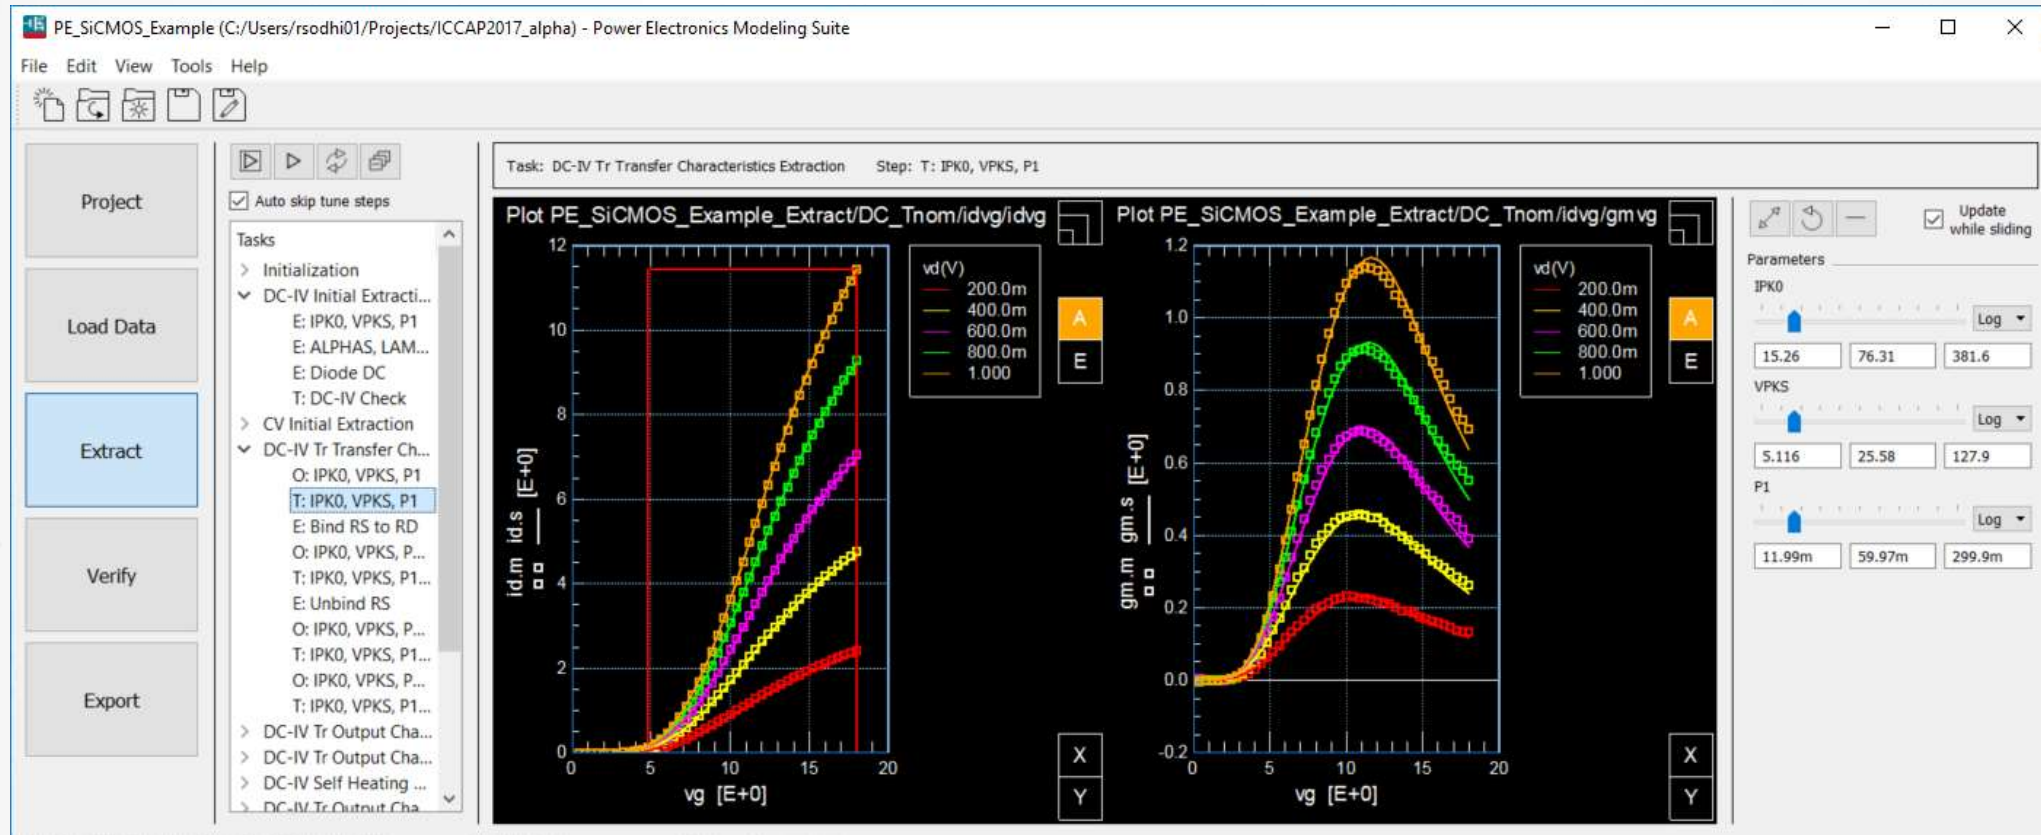 PE_SiCMOS_Example (C:/Users/rsodhi01/Projects/ICCAP2017_alpha) - Power Electronics Modeling Suite
File Edit View Tools Help
Project
Load Data
Extract
Verify
Export
Auto skip tune steps
Tasks
Initialization
DC-IV Initial Extracti...
E: IPK0, VPKS, P1
E: ALPHAS, LAM...
E: Diode DC
T: DC-IV Check
CV Initial Extraction
DC-IV Tr Transfer Ch...
O: IPK0, VPKS, P1
T: IPK0, VPKS, P1
E: Bind RS to RD
O: IPK0, VPKS, P...
T: IPK0, VPKS, P1...
E: Unbind RS
O: IPK0, VPKS, P...
T: IPK0, VPKS, P1...
O: IPK0, VPKS, P...
T: IPK0, VPKS, P1...
DC-IV Tr Output Cha...
DC-IV Tr Output Cha...
DC-IV Self Heating ...
DC-IV Tr Output Cha
Task: DC-IV Tr Transfer Characteristics Extraction Step: T: IPK0, VPKS, P1
Plot PE_SiCMOS_Example_Extract/DC_Tnom/idvg/idvg
12
10
8
6
4
2
0
0 5 10 15 20
vg [E+0]
id.m id.s [E+0]
vd(V)
200.0m
400.0m
600.0m
800.0m
1.000
A
E
X
Y
Plot PE_SiCMOS_Example_Extract/DC_Tnom/idvg/gmvg
1.2
1.0
0.8
0.6
0.4
0.2
0.0
-0.2
0 5 10 15 20
vg [E+0]
gm.m gm.s [E+0]
vd(V)
200.0m
400.0m
600.0m
800.0m
1.000
A
E
X
Y
Update
while sliding
Parameters
IPK0
Log
15.26 76.31 381.6
VPKS
Log
5.116 25.58 127.9
P1
Log
11.99m 59.97m 299.9m